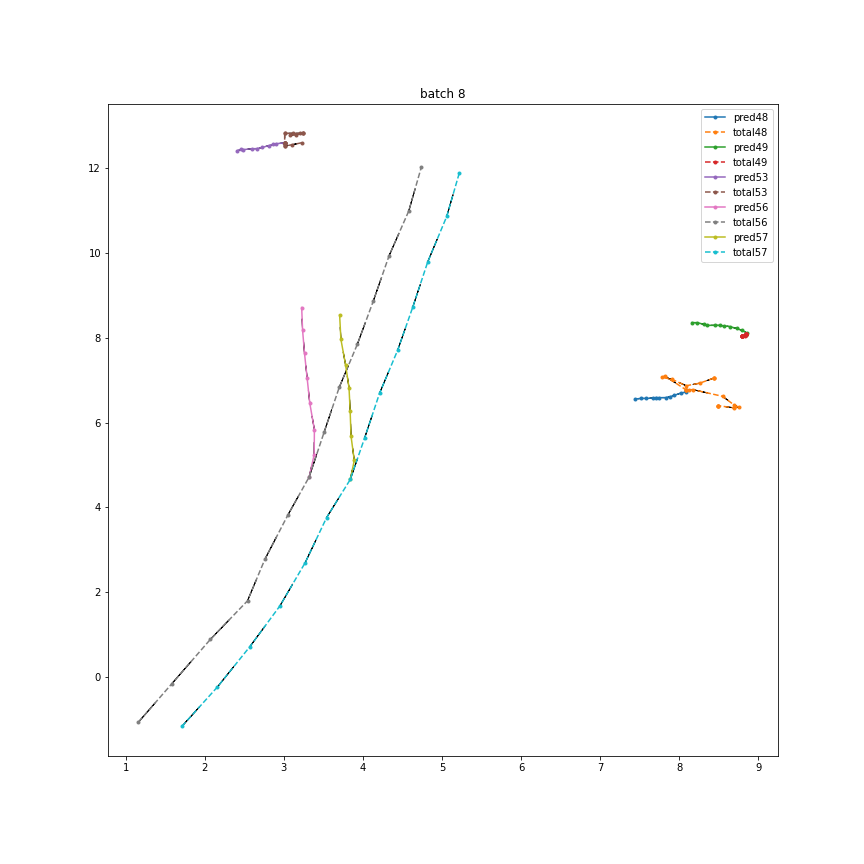 batch 8
pred48
total48
pred49
total49
pred53
total53
pred56
total56
pred57
total57
12
10
8
6
4
2
0
1 2 3 4 5 6 7 8 9